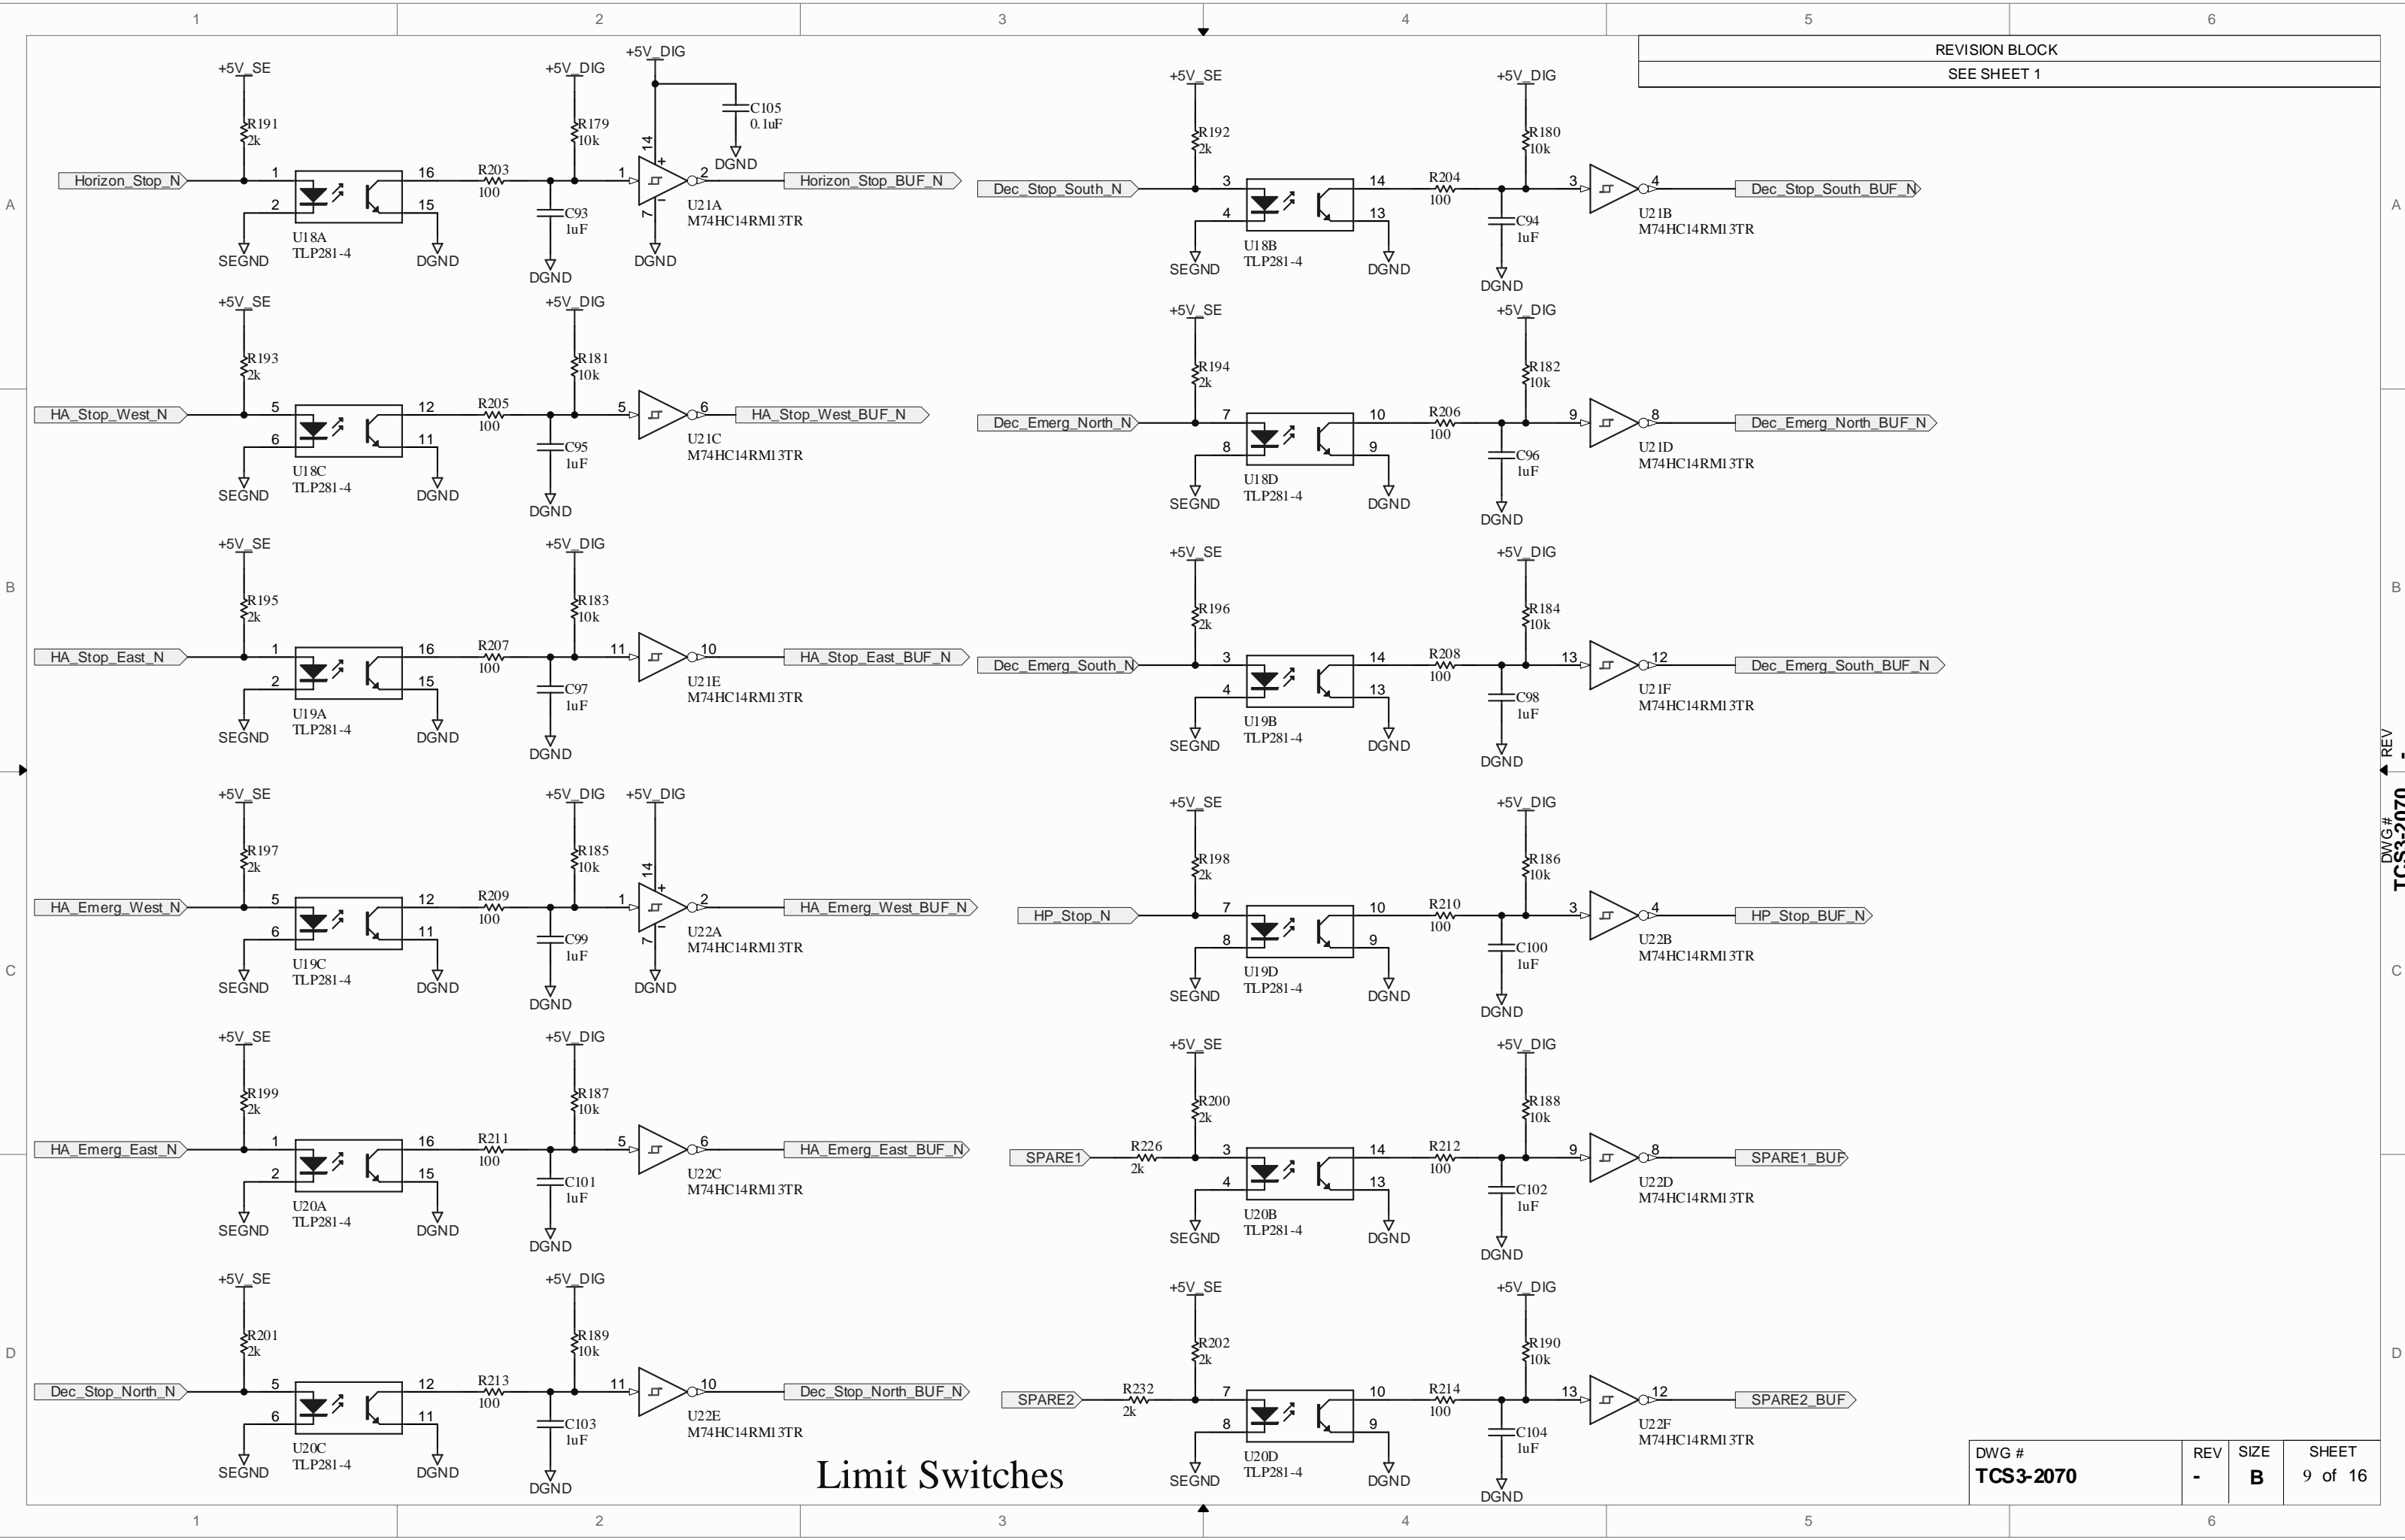 1 2 3 4 5 6
REVISION BLOCK
SEE SHEET 1
A
+5V_SE
R191
2k
Horizon_Stop_N
1 16
2 15
U18A
TLP281-4
SEGND
DGND
R203
100
+5V_DIG
R179
10k
C93
1uF
DGND
+5V_DIG
C105
0.1uF
DGND
14
+
1 2
7
−
U21A
M74HC14RM13TR
DGND
Horizon_Stop_BUF_N
+5V_SE
R192
2k
Dec_Stop_South_N
3 14
4 13
U18B
TLP281-4
SEGND
DGND
R204
100
+5V_DIG
R180
10k
C94
1uF
DGND
3 4
U21B
M74HC14RM13TR
Dec_Stop_South_BUF_N
A
+5V_SE
R193
2k
HA_Stop_West_N
5 12
6 11
U18C
TLP281-4
SEGND
DGND
R205
100
+5V_DIG
R181
10k
C95
1uF
DGND
5 6
U21C
M74HC14RM13TR
HA_Stop_West_BUF_N
+5V_SE
R194
2k
Dec_Emerg_North_N
7 10
8 9
U18D
TLP281-4
SEGND
DGND
R206
100
+5V_DIG
R182
10k
C96
1uF
DGND
9 8
U21D
M74HC14RM13TR
Dec_Emerg_North_BUF_N
B
+5V_SE
R195
2k
HA_Stop_East_N
1 16
2 15
U19A
TLP281-4
SEGND
DGND
R207
100
+5V_DIG
R183
10k
C97
1uF
DGND
11 10
U21E
M74HC14RM13TR
HA_Stop_East_BUF_N
+5V_SE
R196
2k
Dec_Emerg_South_N
3 14
4 13
U19B
TLP281-4
SEGND
DGND
R208
100
+5V_DIG
R184
10k
C98
1uF
DGND
13 12
U21F
M74HC14RM13TR
Dec_Emerg_South_BUF_N
B
REV
-
DWG #
TCS3-2070
C
+5V_SE
R197
2k
HA_Emerg_West_N
5 12
6 11
U19C
TLP281-4
SEGND
DGND
R209
100
+5V_DIG
R185
10k
C99
1uF
DGND
+5V_DIG
14
+
1 2
7
−
U22A
M74HC14RM13TR
DGND
HA_Emerg_West_BUF_N
+5V_SE
R198
2k
HP_Stop_N
7 10
8 9
U19D
TLP281-4
SEGND
DGND
R210
100
+5V_DIG
R186
10k
C100
1uF
DGND
3 4
U22B
M74HC14RM13TR
HP_Stop_BUF_N
C
+5V_SE
R199
2k
HA_Emerg_East_N
1 16
2 15
U20A
TLP281-4
SEGND
DGND
R211
100
+5V_DIG
R187
10k
C101
1uF
DGND
5 6
U22C
M74HC14RM13TR
HA_Emerg_East_BUF_N
+5V_SE
R200
2k
SPARE1
R226
2k
3 14
4 13
U20B
TLP281-4
SEGND
DGND
R212
100
+5V_DIG
R188
10k
C102
1uF
DGND
9 8
U22D
M74HC14RM13TR
SPARE1_BUF
D
+5V_SE
R201
2k
Dec_Stop_North_N
5 12
6 11
U20C
TLP281-4
SEGND
DGND
R213
100
+5V_DIG
R189
10k
C103
1uF
DGND
11 10
U22E
M74HC14RM13TR
Dec_Stop_North_BUF_N
+5V_SE
R202
2k
SPARE2
R232
2k
7 10
8 9
U20D
TLP281-4
SEGND
DGND
R214
100
+5V_DIG
R190
10k
C104
1uF
DGND
13 12
U22F
M74HC14RM13TR
SPARE2_BUF
D
Limit Switches
DWG # REV SIZE SHEET
TCS3-2070 - B 9 of 16
1 2 3 4 5 6